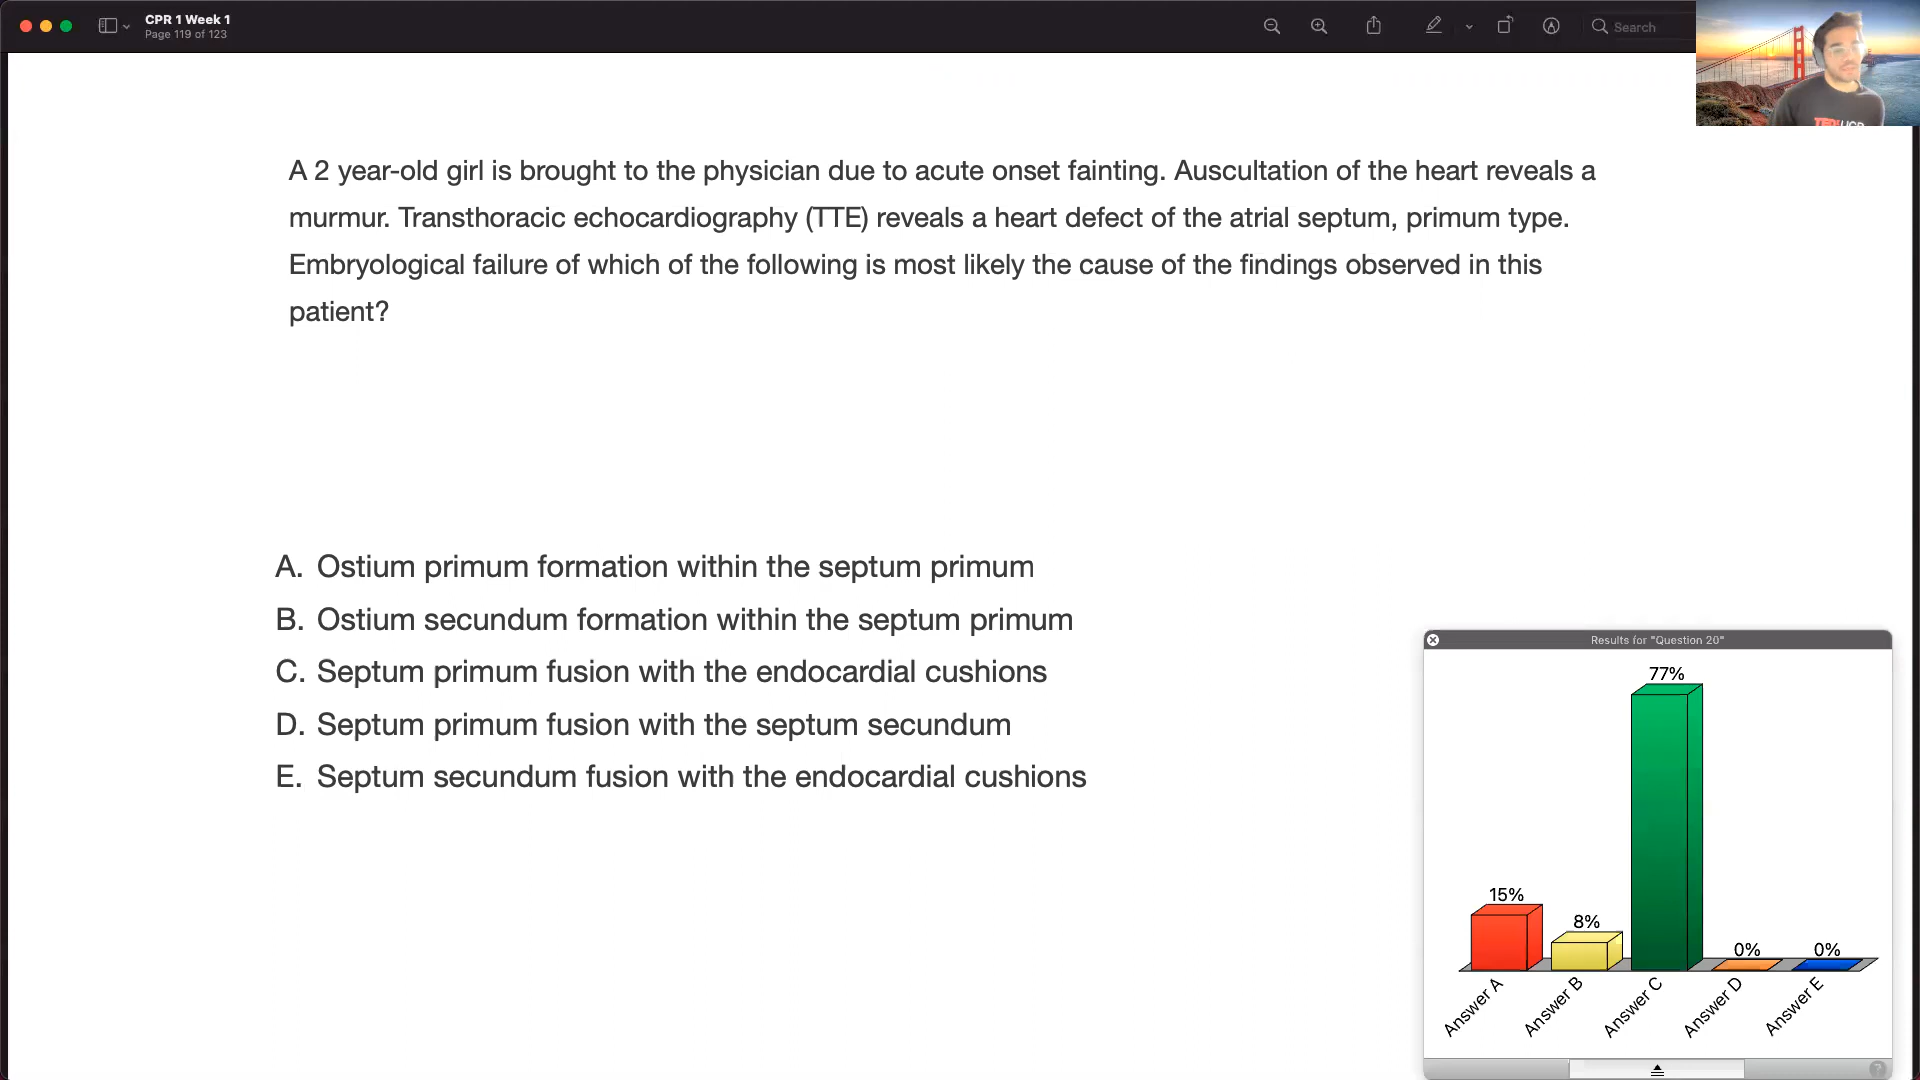 CPR 1 Week 1
Page 119 of 123
Search
A 2 year-old girl is brought to the physician due to acute onset fainting. Auscultation of the heart reveals a
murmur. Transthoracic echocardiography (TTE) reveals a heart defect of the atrial septum, primum type.
Embryological failure of which of the following is most likely the cause of the findings observed in this
patient?
A. Ostium primum formation within the septum primum
B. Ostium secundum formation within the septum primum
C. Septum primum fusion with the endocardial cushions
D. Septum primum fusion with the septum secundum
E. Septum secundum fusion with the endocardial cushions
Results for "Question 20"
77%
15%
8%
0%
0%
Answer A
Answer B
Answer C
Answer D
Answer E